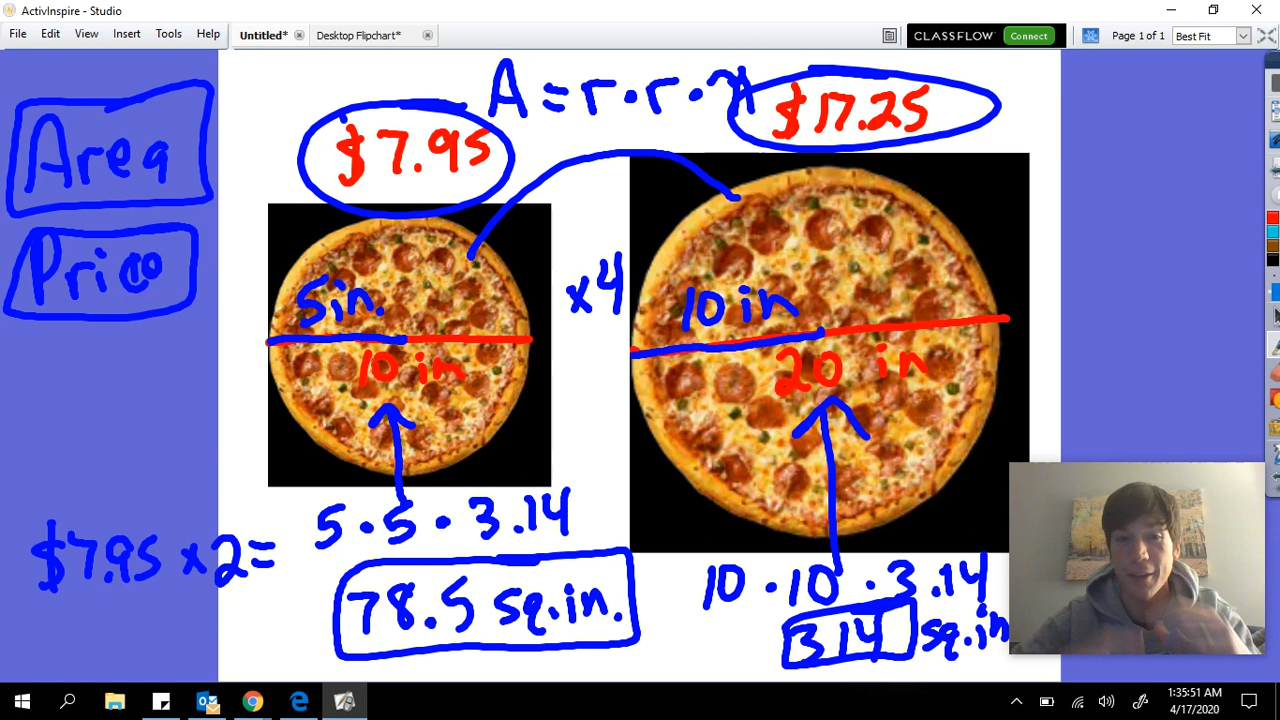 ActivInspire - Studio
File Edit View Insert Tools Help
Untitled* Desktop Flipchart*
CLASSFLOW Connect
Page 1 of 1 Best Fit
A = r • r • π
$7.95
$17.25
Area
Price
5 in.
10 in
x4
10 in
20 in
5 • 5 • 3.14
78.5 sq. in.
$7.95 x 2 =
10 • 10 • 3.14
314 sq. in
1:35:51 AM
4/17/2020